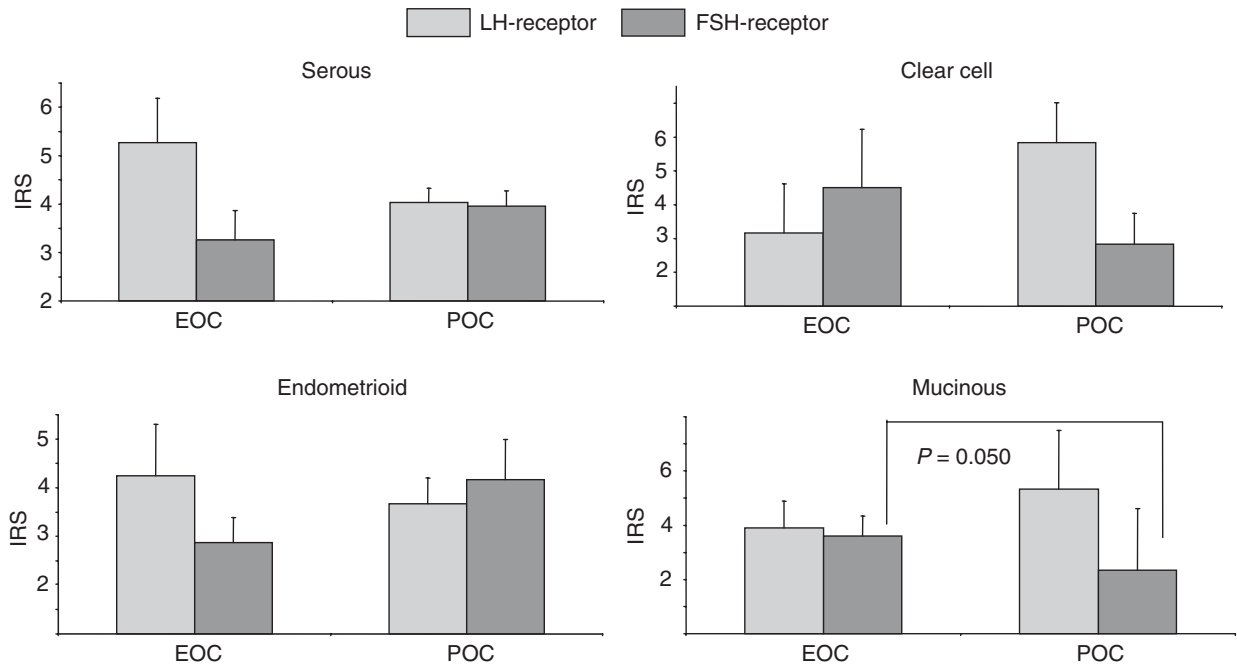 LH-receptor FSH-receptor
Serous
IRS
6
5
4
3
2
EOC POC
Clear cell
IRS
6
5
4
3
2
EOC POC
Endometrioid
IRS
5
4
3
2
EOC POC
Mucinous
IRS
6
4
2
P = 0.050
EOC POC